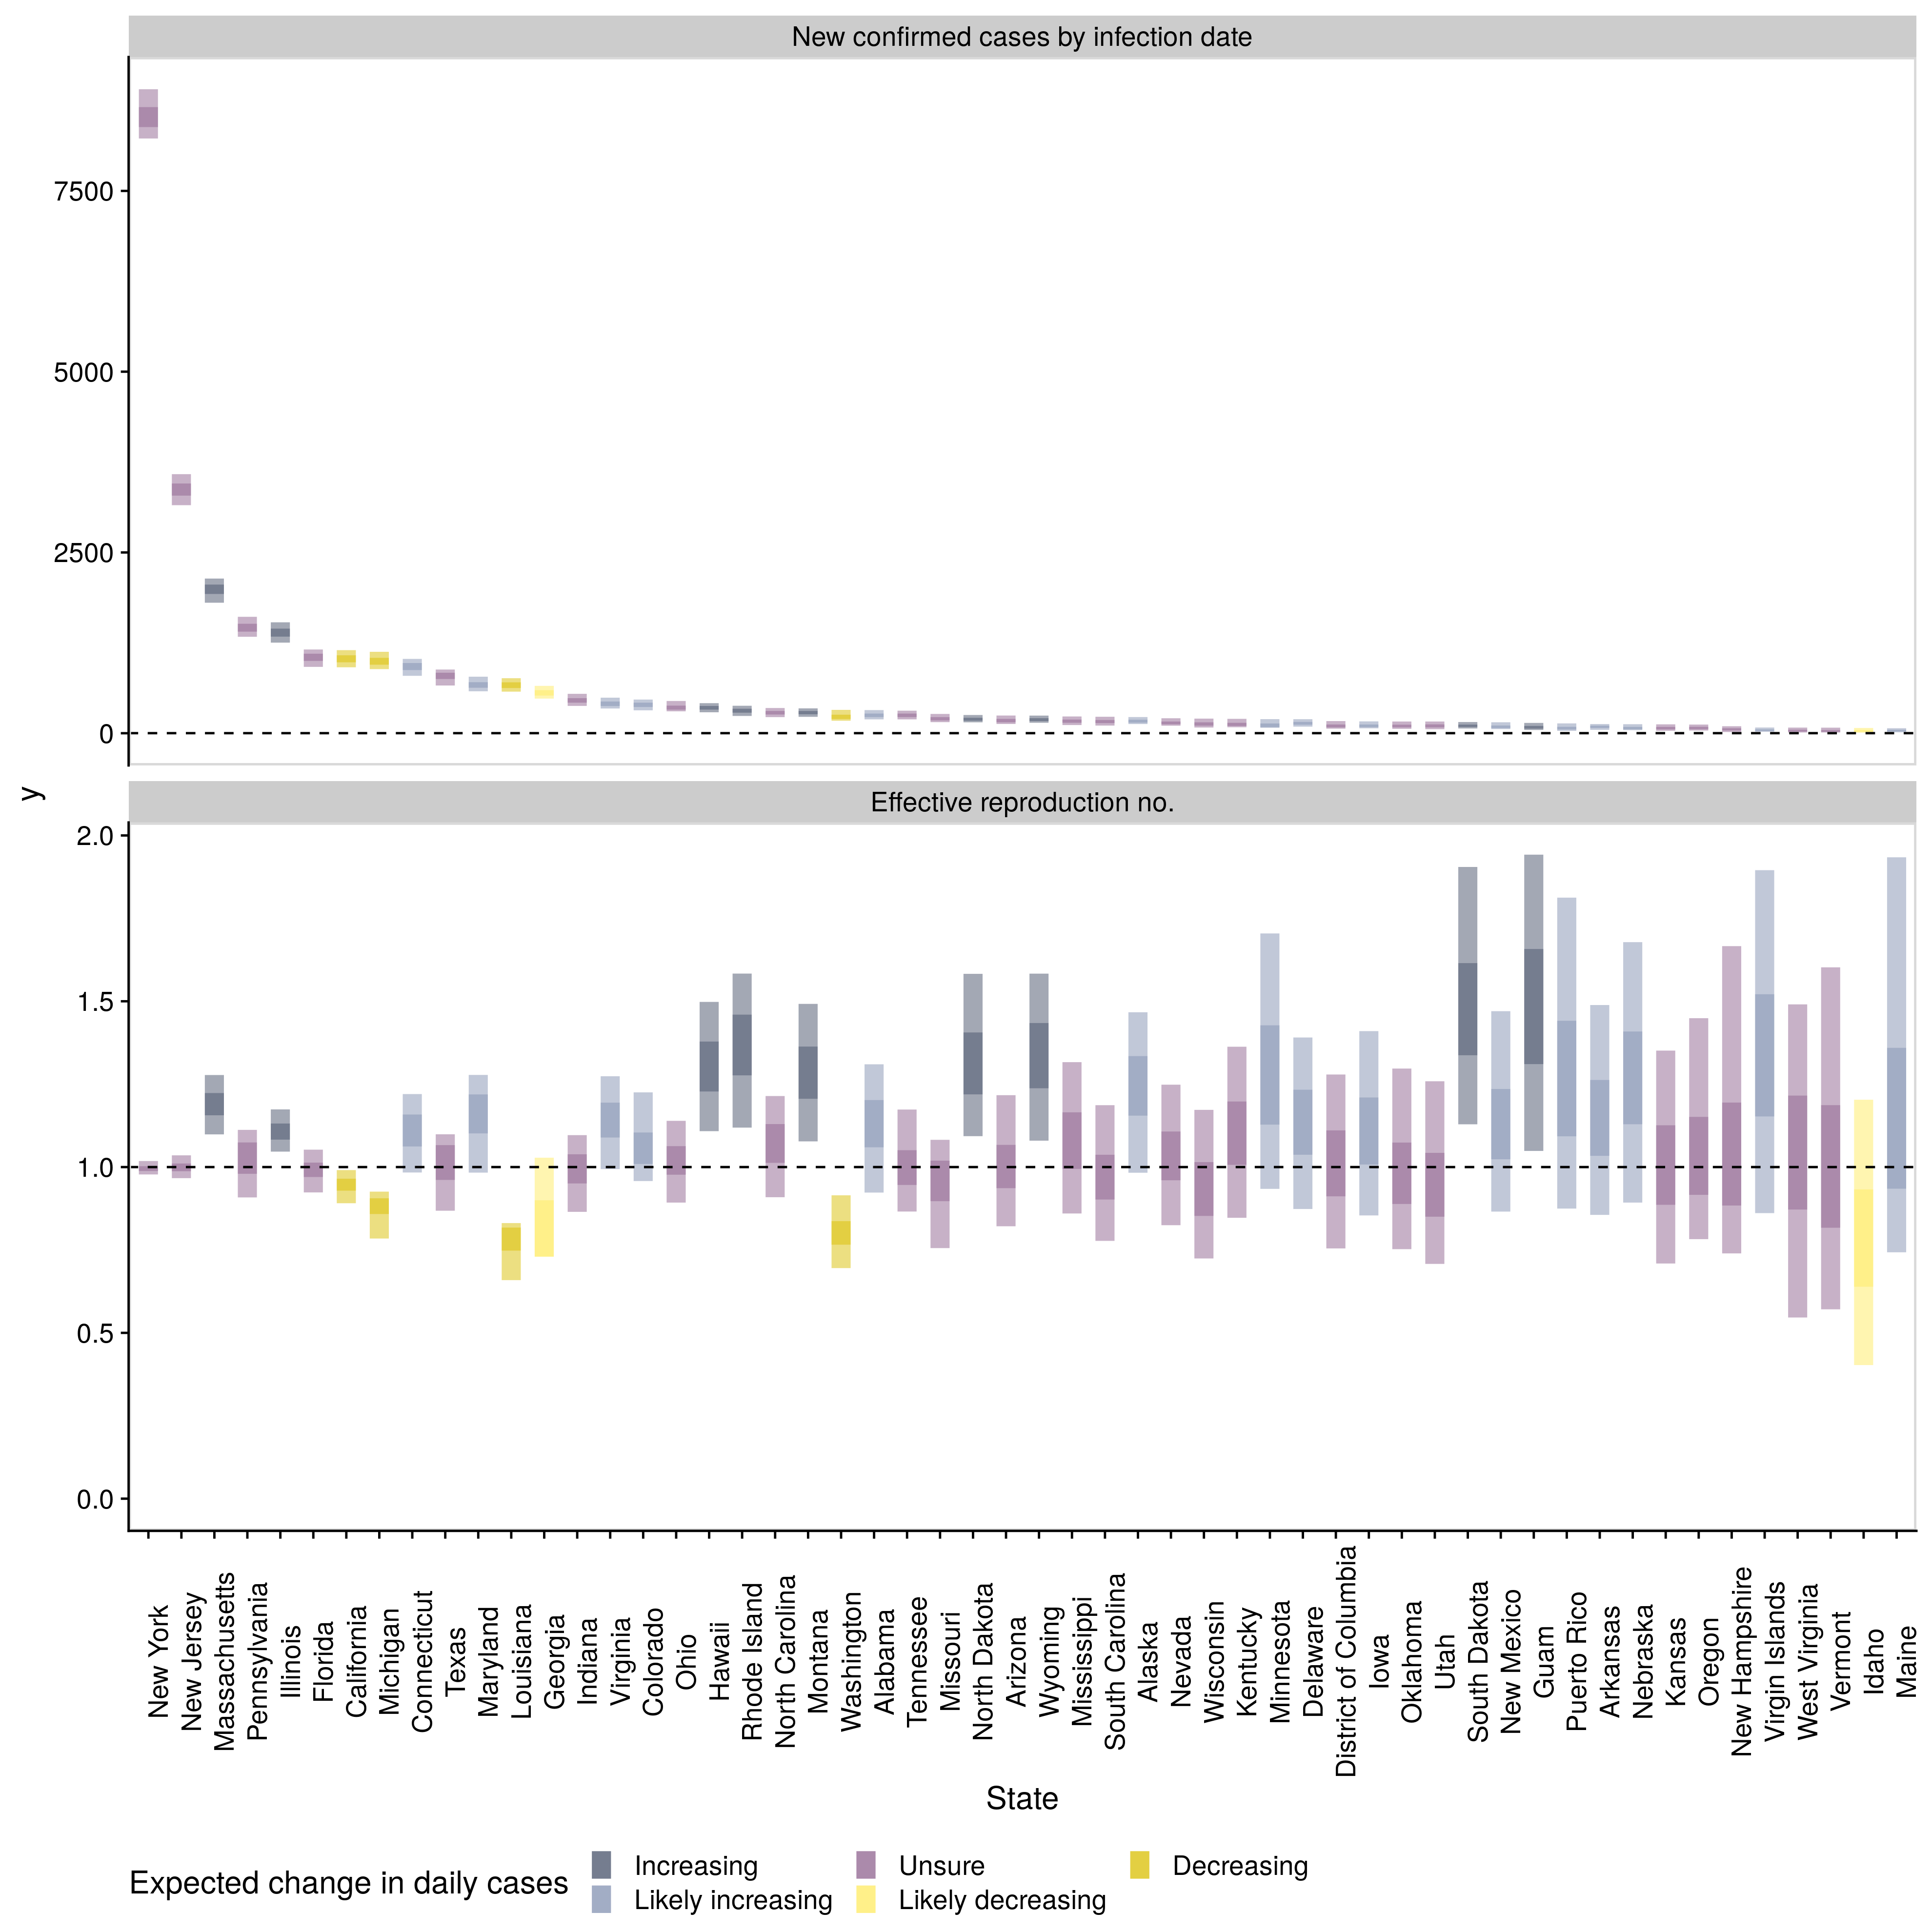 New confirmed cases by infection date
7500
5000
2500
0
y
Effective reproduction no.
2.0
1.5
1.0
0.5
0.0
New York
New Jersey
Massachusetts
Pennsylvania
Illinois
Florida
California
Michigan
Connecticut
Texas
Maryland
Louisiana
Georgia
Indiana
Virginia
Colorado
Ohio
Hawaii
Rhode Island
North Carolina
Montana
Washington
Alabama
Tennessee
Missouri
North Dakota
Arizona
Wyoming
Mississippi
South Carolina
Alaska
Nevada
Wisconsin
Kentucky
Minnesota
Delaware
District of Columbia
Iowa
Oklahoma
Utah
South Dakota
New Mexico
Guam
Puerto Rico
Arkansas
Nebraska
Kansas
Oregon
New Hampshire
Virgin Islands
West Virginia
Vermont
Idaho
Maine
State
Expected change in daily cases
Increasing
Likely increasing
Unsure
Likely decreasing
Decreasing